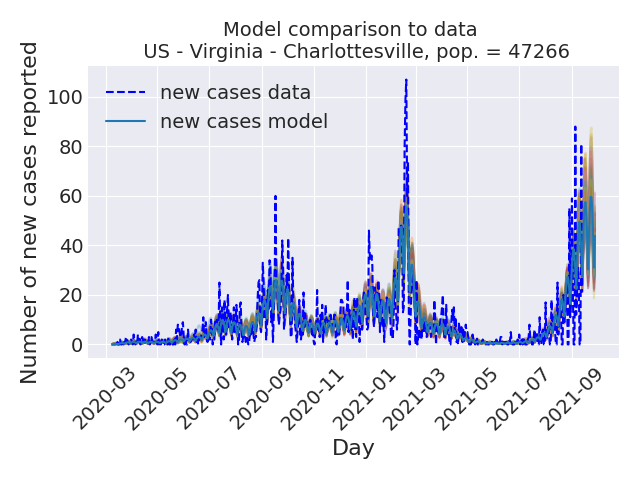 Model comparison to data
US - Virginia - Charlottesville, pop. = 47266
Number of new cases reported
100
80
60
40
20
0
new cases data
new cases model
2020-03
2020-05
2020-07
2020-09
2020-11
2021-01
2021-03
2021-05
2021-07
2021-09
Day